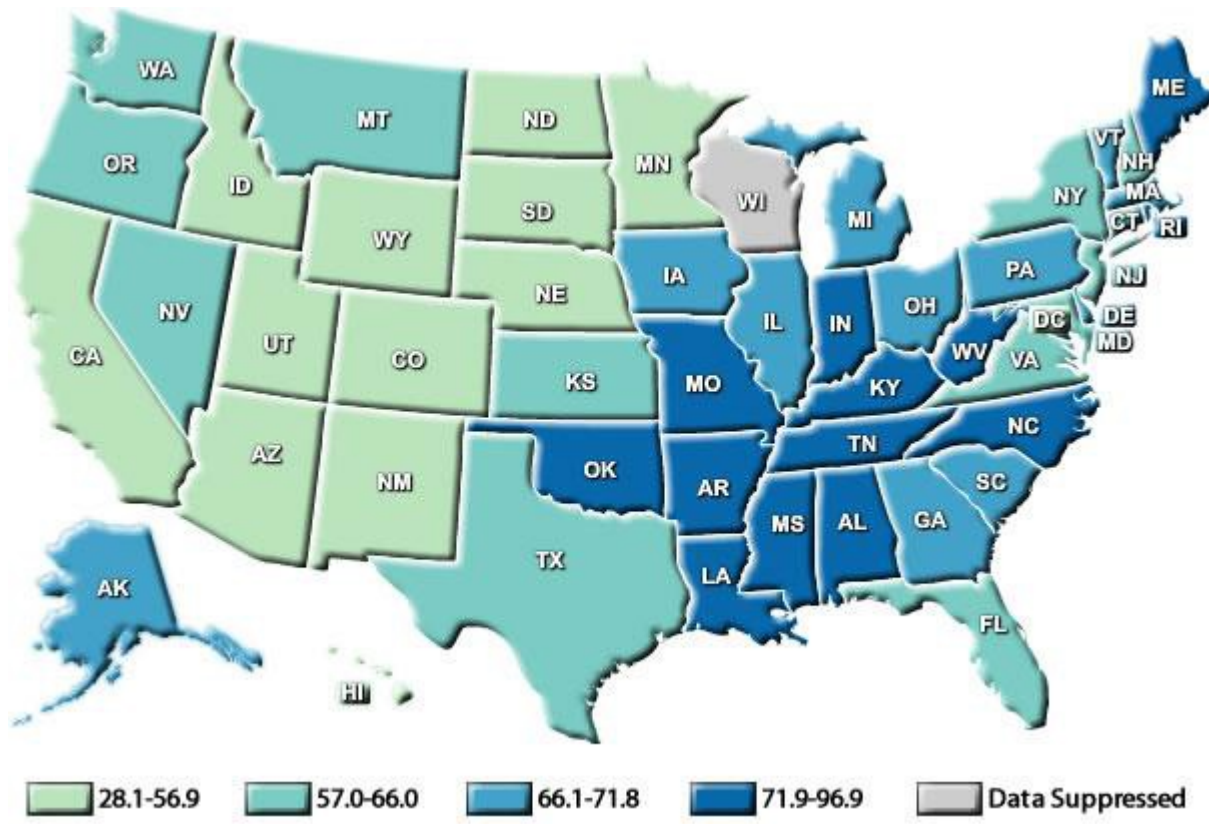 WA
MT
ND
MN
ME
VT
NH
OR
ID
SD
WI
MI
NY
MA
CT
RI
WY
IA
PA
NJ
NE
IL
IN
OH
DE
DC
MD
NV
UT
CO
KS
MO
WV
VA
CA
KY
AZ
NM
OK
AR
TN
NC
SC
MS
AL
GA
TX
LA
AK
FL
HI
28.1-56.9 57.0-66.0 66.1-71.8 71.9-96.9 Data Suppressed